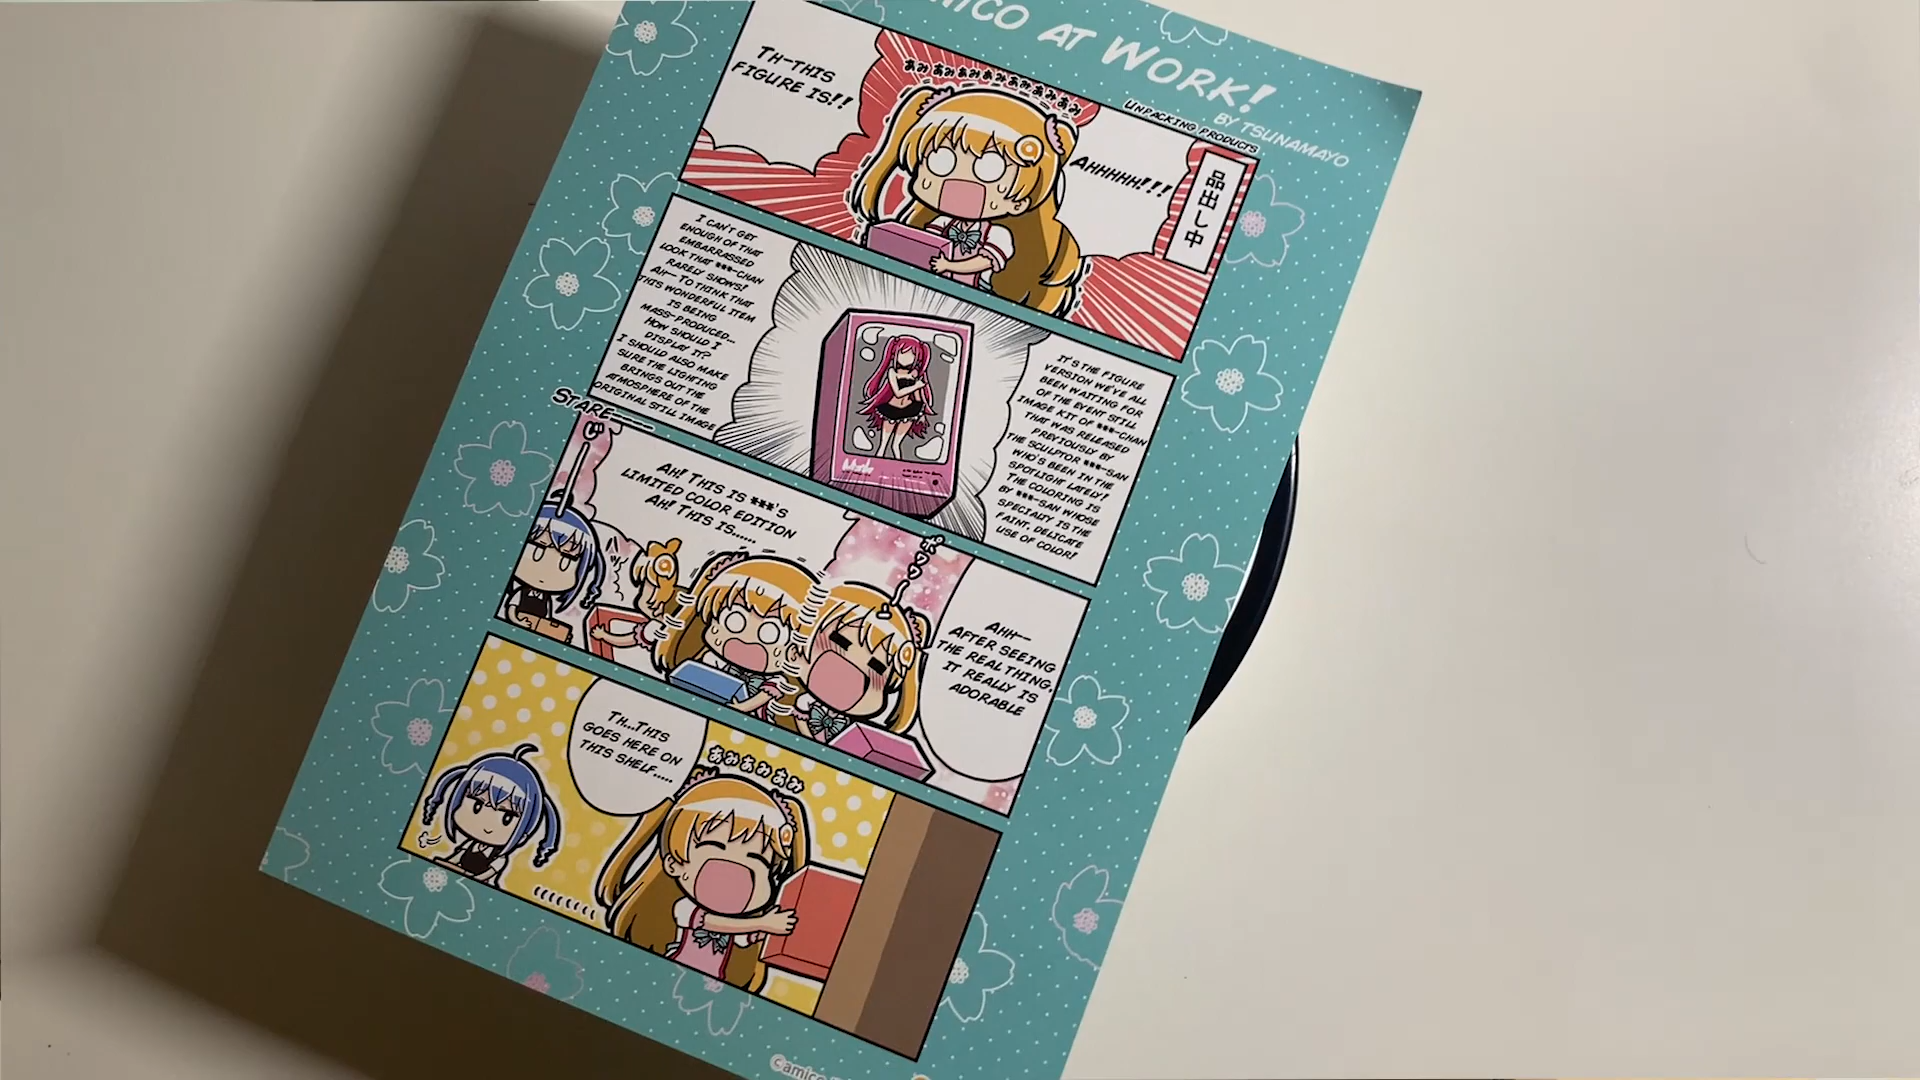 AT WORK!
BY TSUNAMAYO
UNPACKING PRODUCTS
品出し中
AHHHHH!!!
あみあみあみあみあみあみあみ
TH-THIS
FIGURE IS!!
IT'S THE FIGURE
VERSION WE'VE ALL
BEEN WAITING FOR
OF THE EVENT STILL
IMAGE KIT OF ***-CHAN
THAT WAS RELEASED
PREVIOUSLY BY
THE SCULPTOR ***-SAN
WHO'S BEEN IN THE
SPOTLIGHT LATELY!
THE COLORING IS
BY ***-SAN WHOSE
SPECIALTY IS THE
FAINT, DELICATE
USE OF COLOR!
I CAN'T GET
ENOUGH OF THAT
EMBARRASSED
LOOK THAT ***-CHAN
RARELY SHOWS!
AH— TO THINK THAT
THIS WONDERFUL ITEM
IS BEING
MASS-PRODUCED...
HOW SHOULD I
DISPLAY IT?
I SHOULD ALSO MAKE
SURE THE LIGHTING
BRINGS OUT THE
ATMOSPHERE OF THE
ORIGINAL STILL IMAGE
AHH—
AFTER SEEING
THE REAL THING,
IT REALLY IS
ADORABLE
ポワワ
AH! THIS IS ***'S
LIMITED COLOR EDITION
AH! THIS IS......
STARE——
あみあみあみ
TH...THIS
GOES HERE ON
THIS SHELF.....